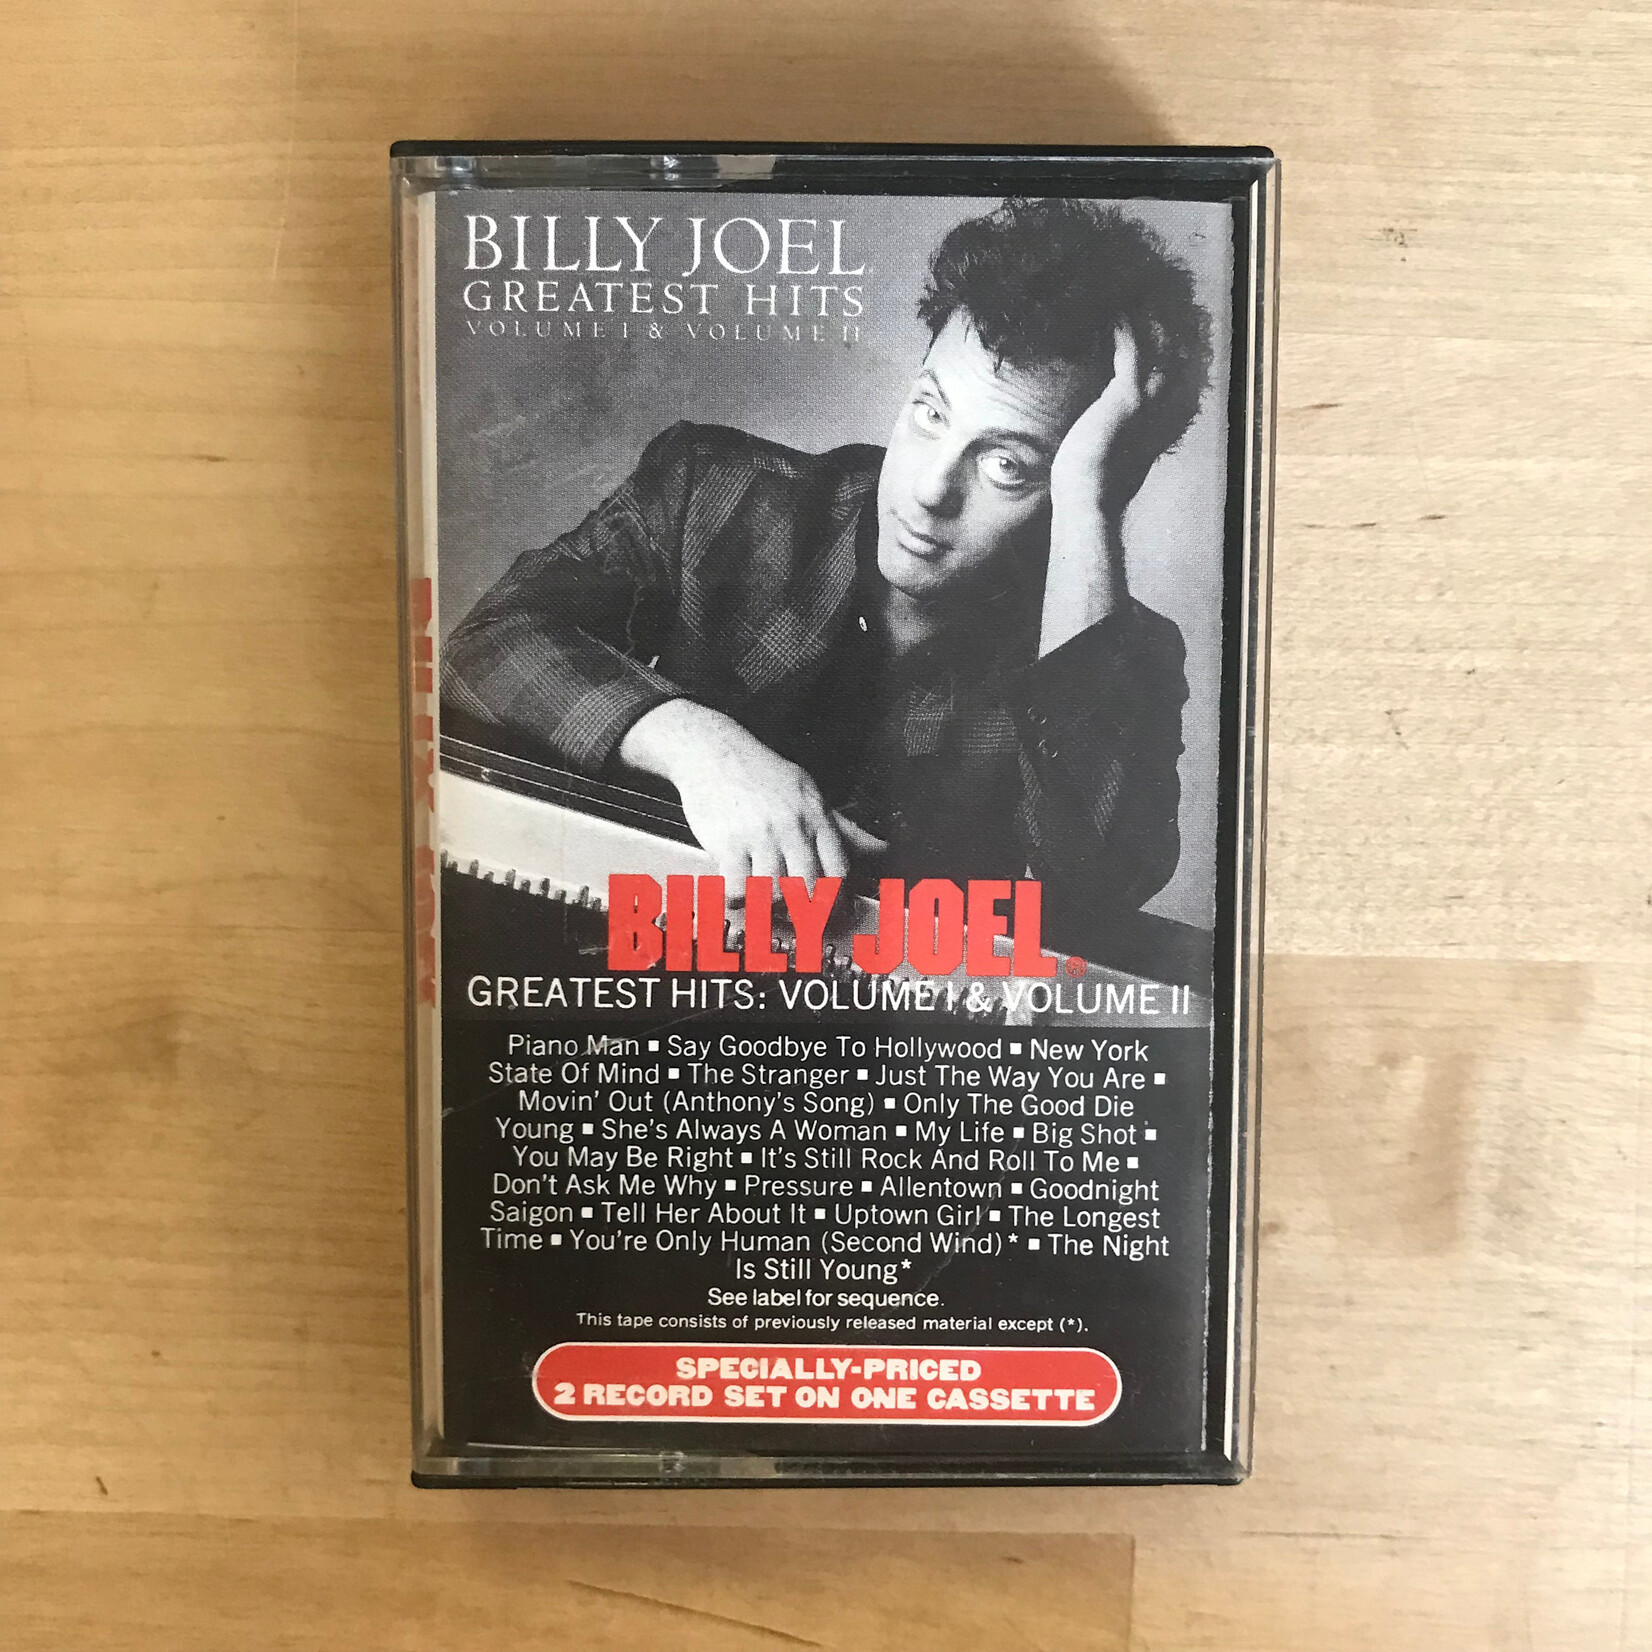 BILLY JOEL
GREATEST HITS
VOLUME I & VOLUME II
BILLY JOEL®
GREATEST HITS: VOLUME I & VOLUME II
Piano Man ▪ Say Goodbye To Hollywood ▪ New York
State Of Mind ▪ The Stranger ▪ Just The Way You Are ▪
Movin' Out (Anthony's Song) ▪ Only The Good Die
Young ▪ She's Always A Woman ▪ My Life ▪ Big Shot ▪
You May Be Right ▪ It's Still Rock And Roll To Me ▪
Don't Ask Me Why ▪ Pressure ▪ Allentown ▪ Goodnight
Saigon ▪ Tell Her About It ▪ Uptown Girl ▪ The Longest
Time ▪ You're Only Human (Second Wind)* ▪ The Night
Is Still Young*
See label for sequence.
This tape consists of previously released material except (*).
SPECIALLY-PRICED
2 RECORD SET ON ONE CASSETTE
BILLY JOEL